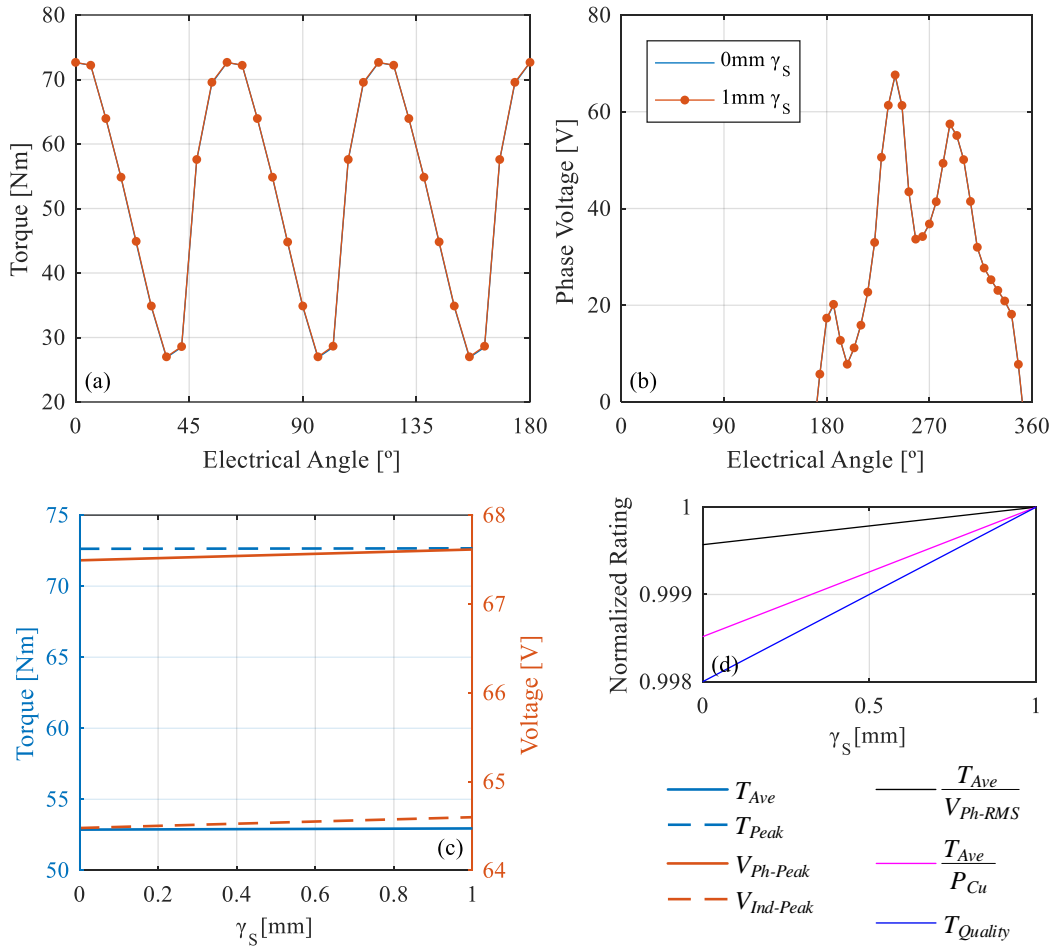 80
70
60
50
40
30
20
Torque [Nm]
(a)
0 45 90 135 180
Electrical Angle [º]
80
60
40
20
0
Phase Voltage [V]
0mm γS
1mm γS
(b)
0 90 180 270 360
Electrical Angle [º]
75
72
65
60
57
53
50
Torque [Nm]
68
67
66
65
64
Voltage [V]
(c)
0 0.2 0.4 0.6 0.8 1
γS[mm]
1
0.999
0.998
Normalized Rating
(d)
0 0.5 1
γS[mm]
TAve
TPeak
VPh-Peak
VInd-Peak
TAve
VPh-RMS
TAve
PCu
TQuality